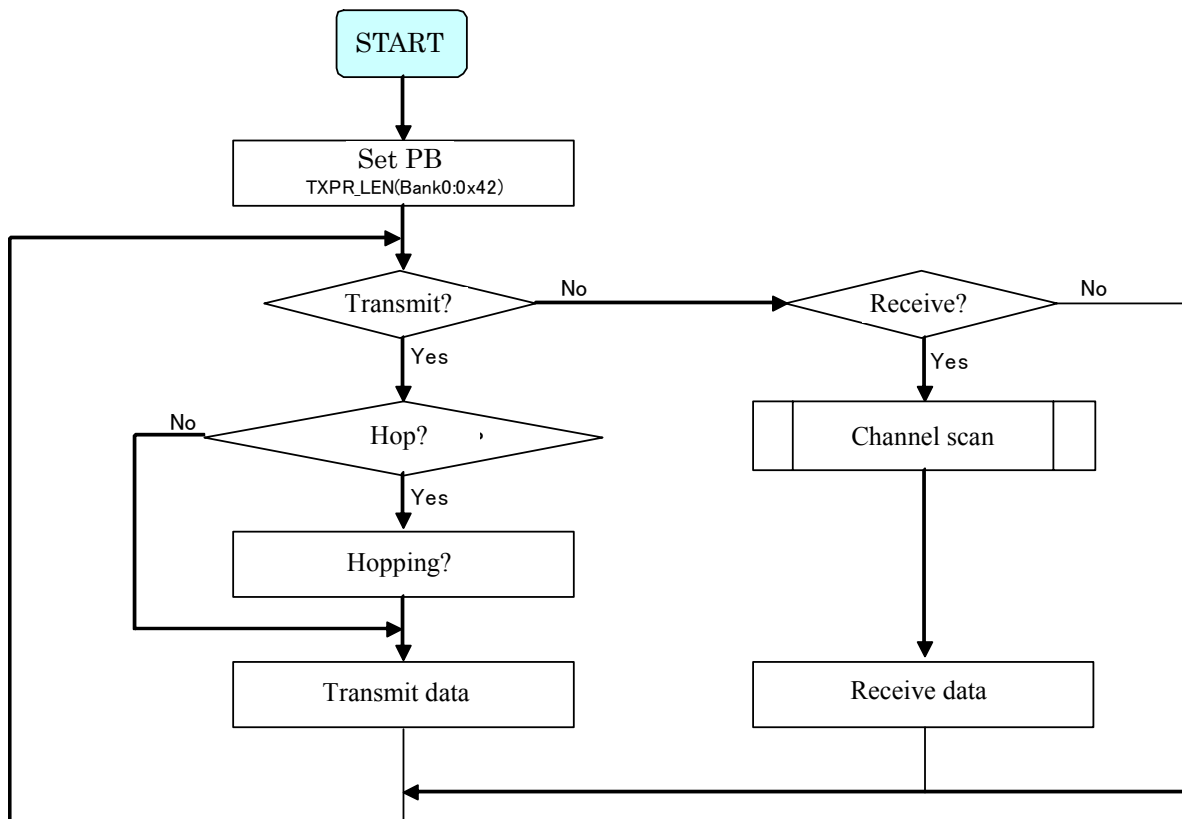 START
Set PB
TXPR_LEN(Bank0:0x42)
Transmit?
No
Receive?
No
Yes
Yes
No
Hop?
Channel scan
Yes
Hopping?
Transmit data
Receive data